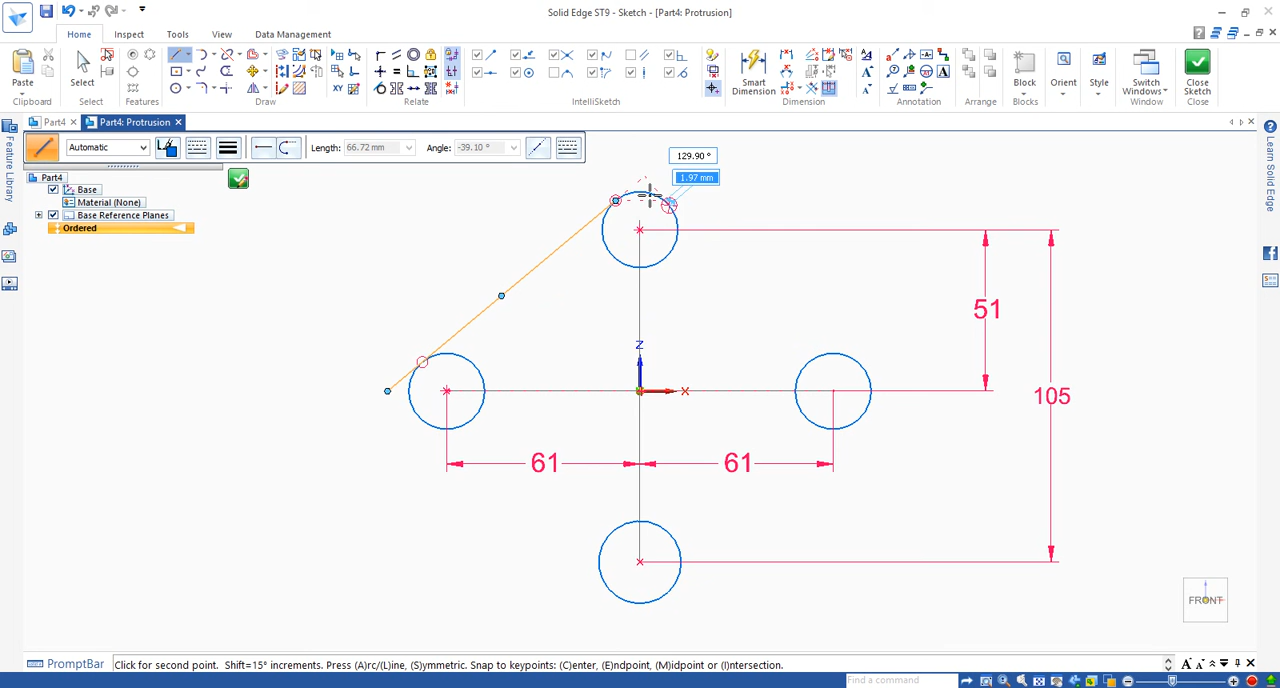 Solid Edge ST9 - Sketch - [Part4: Protrusion]
Home
Inspect
Tools
View
Data Management
Paste
Select
Smart
Dimension
Block
Orient
Style
Switch
Windows
Close
Sketch
Clipboard
Select
Features
Draw
Relate
IntelliSketch
Dimension
Annotation
Arrange
Blocks
Window
Close
XY
A
Part4
Part4: Protrusion
Automatic
Length:
66.72 mm
Angle:
-39.10 °
Feature Library
Learn Solid Edge
Part4
Base
Material (None)
Base Reference Planes
Ordered
129.90 °
1.97 mm
51
105
Z
X
61
61
FRONT
PromptBar
Click for second point. Shift=15° increments. Press (A)rc/(L)ine, (S)ymmetric. Snap to keypoints: (C)enter, (E)ndpoint, (M)idpoint or (I)ntersection.
Find a command